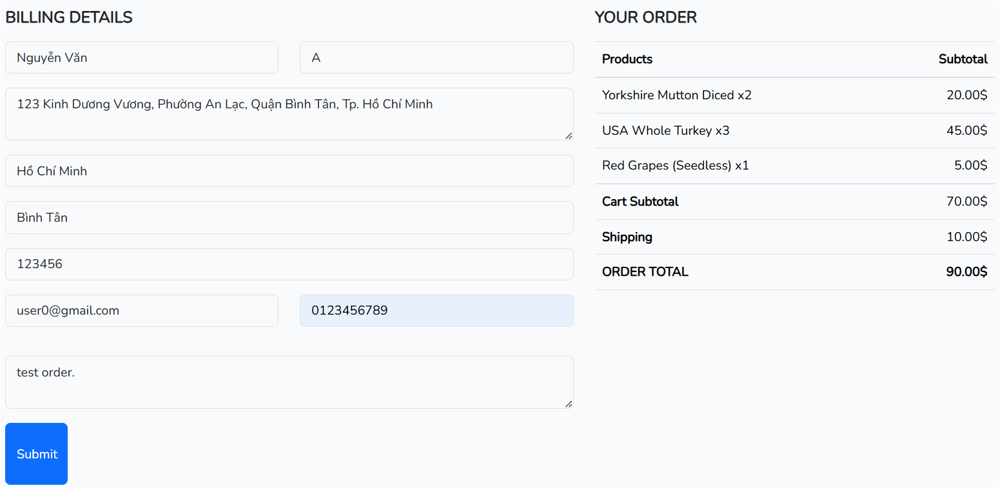 BILLING DETAILS
Nguyễn Văn
A
123 Kinh Dương Vương, Phường An Lạc, Quận Bình Tân, Tp. Hồ Chí Minh
Hồ Chí Minh
Bình Tân
123456
user0@gmail.com
0123456789
test order.
Submit
YOUR ORDER
Products Subtotal
Yorkshire Mutton Diced x2 20.00$
USA Whole Turkey x3 45.00$
Red Grapes (Seedless) x1 5.00$
Cart Subtotal 70.00$
Shipping 10.00$
ORDER TOTAL 90.00$